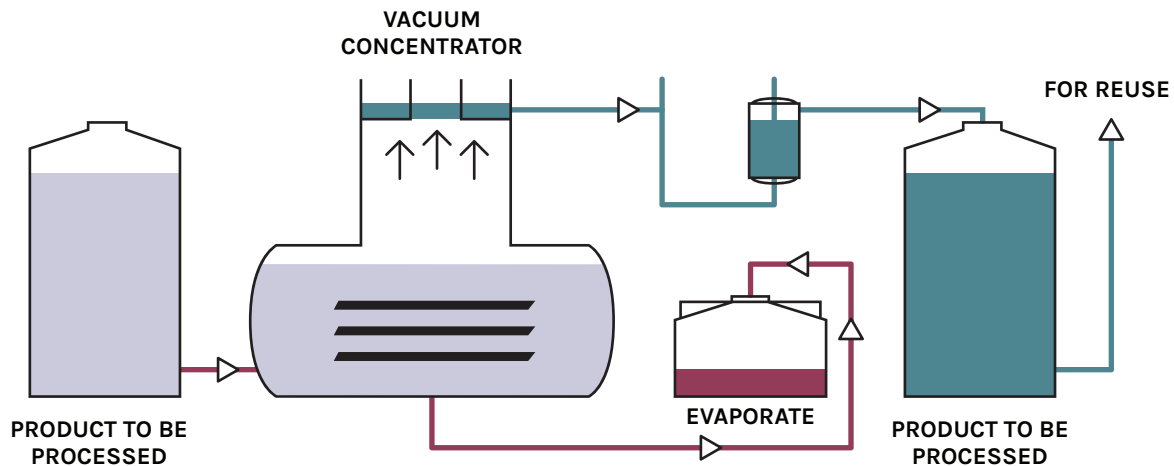 VACUUM
CONCENTRATOR
FOR REUSE
EVAPORATE
PRODUCT TO BE
PROCESSED
PRODUCT TO BE
PROCESSED